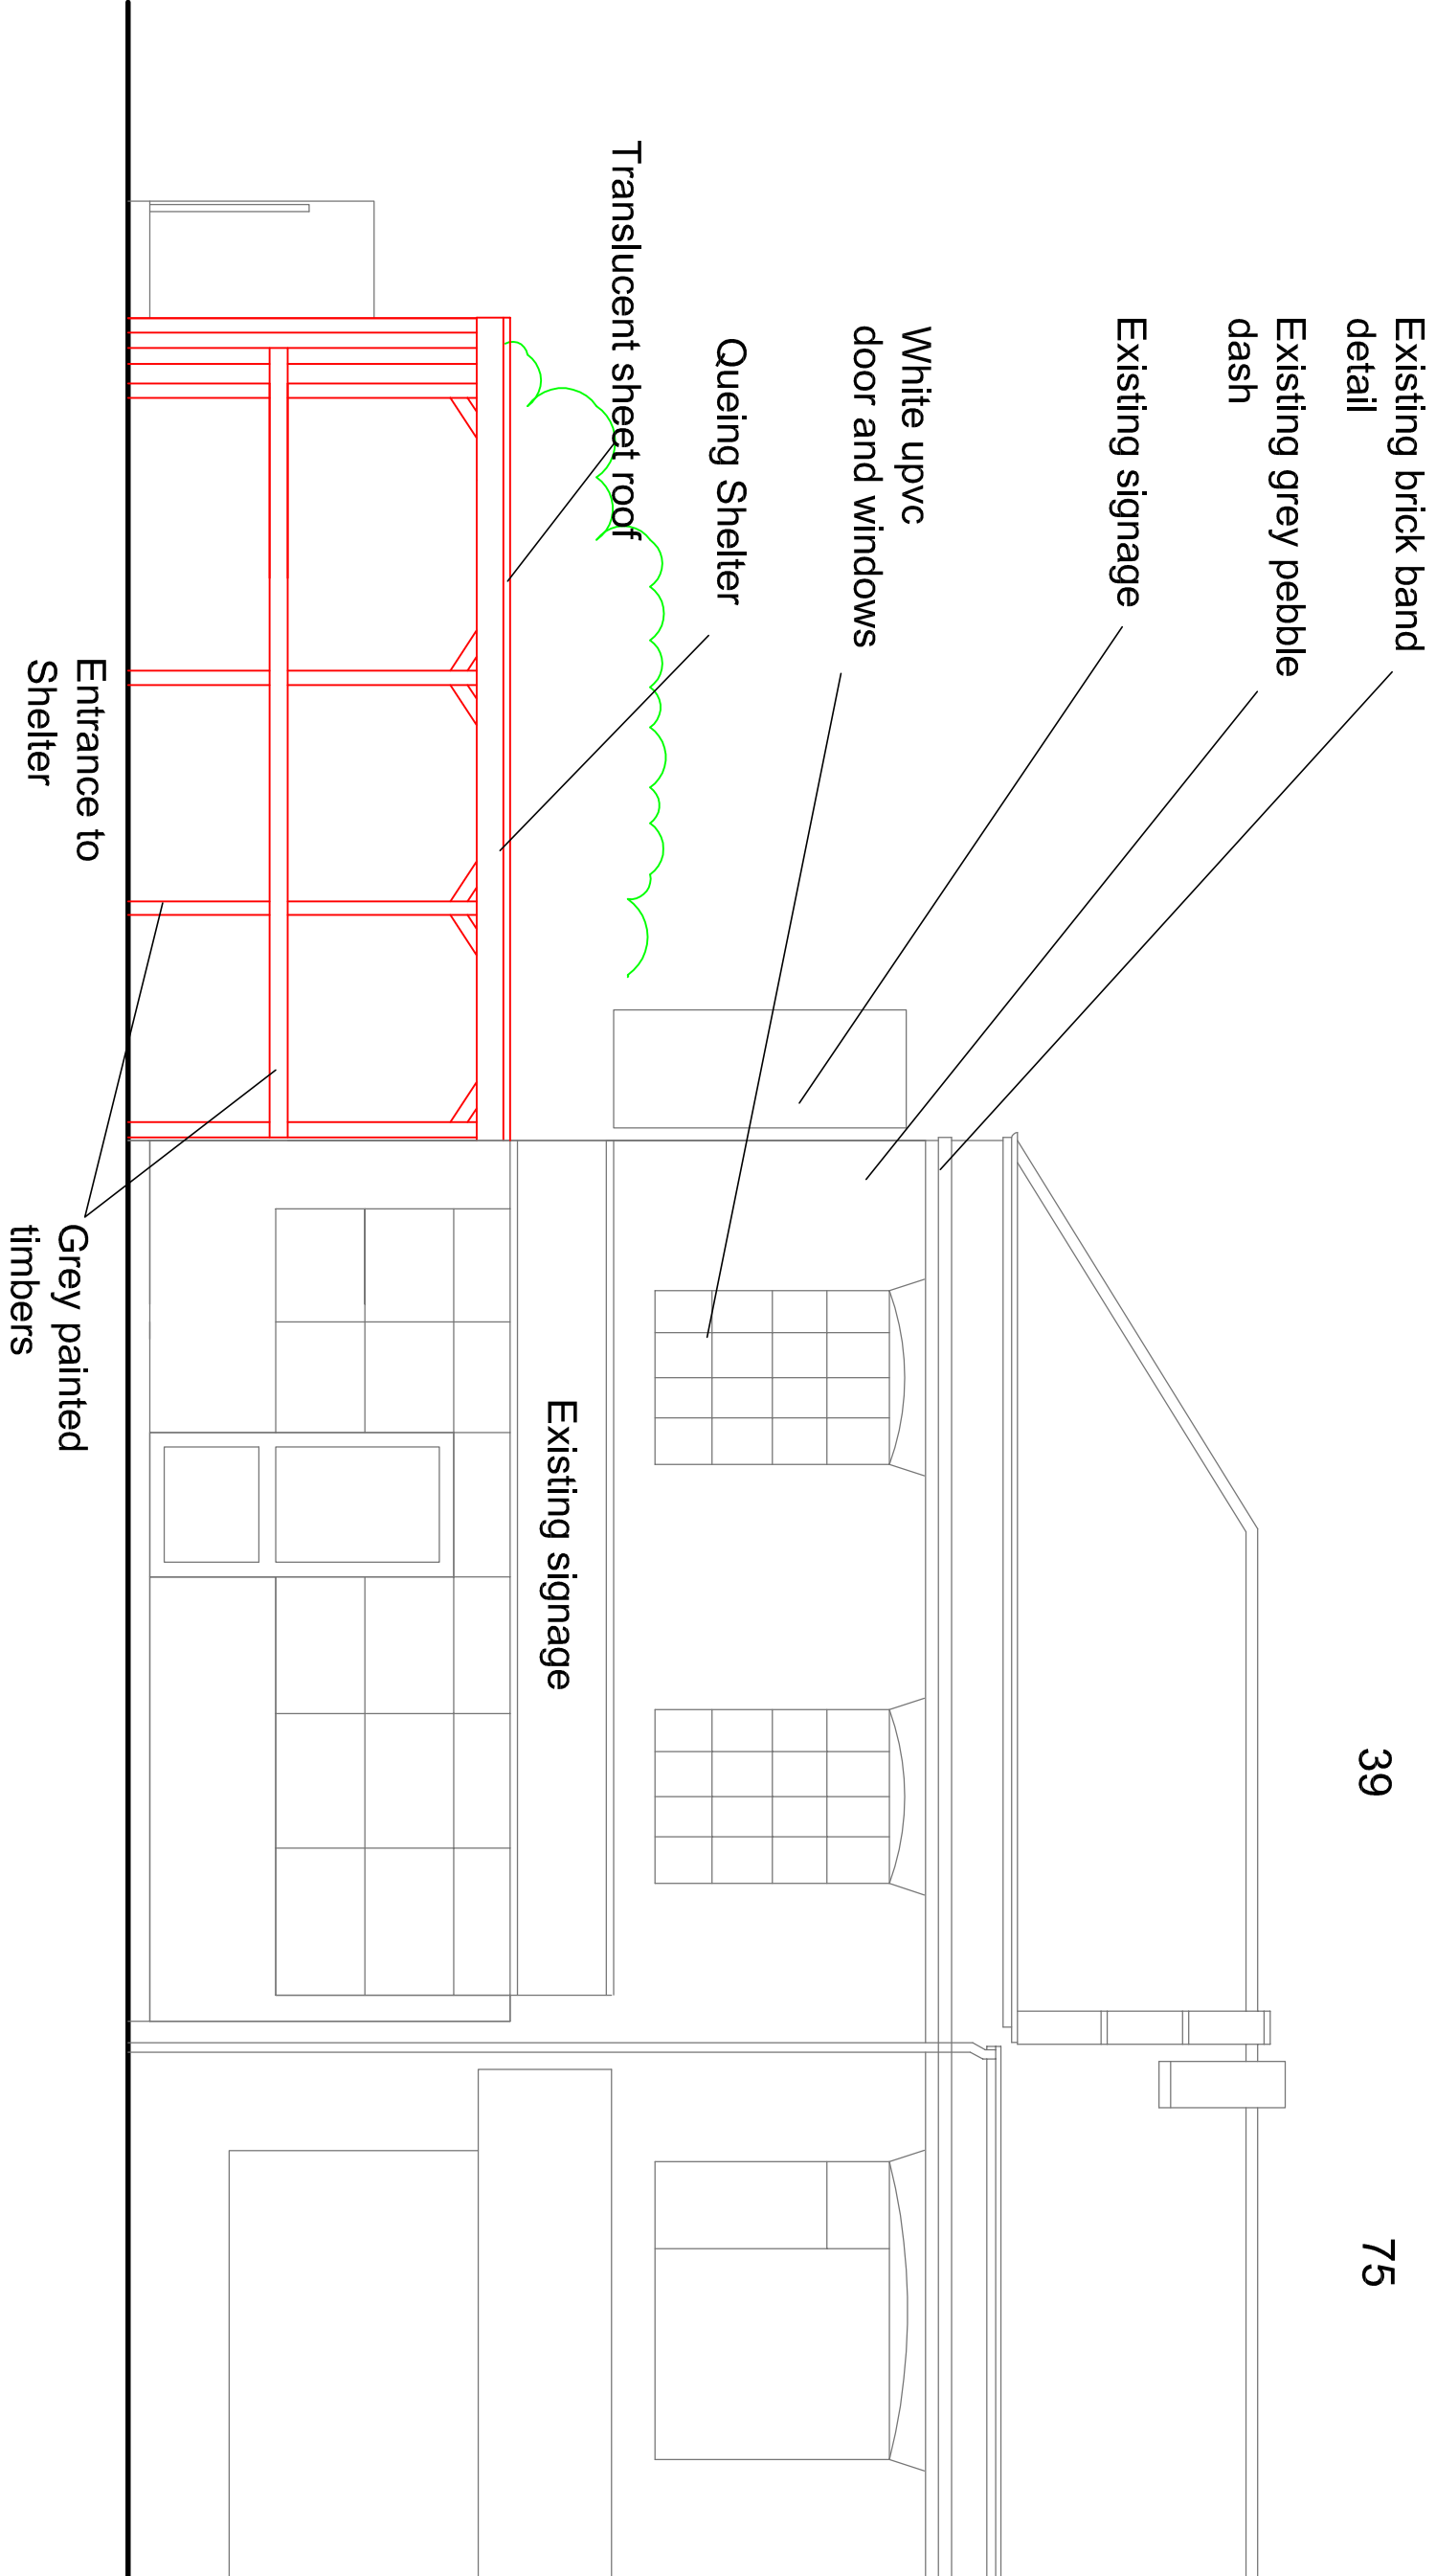 Existing brick band
detail
Existing grey pebble
dash
39
75
Existing signage
White upvc
door and windows
Queing Shelter
Translucent sheet roof
Existing signage
Entrance to
Shelter
Grey painted
timbers